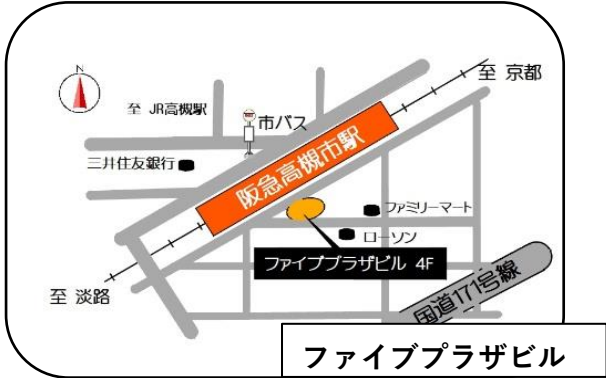 至 京都
至 JR高槻駅
市バス
三井住友銀行
阪急高槻市駅
ファミリーマート
ローソン
ファイブプラザビル 4F
至 淡路
国道171号線
ファイブプラザビル